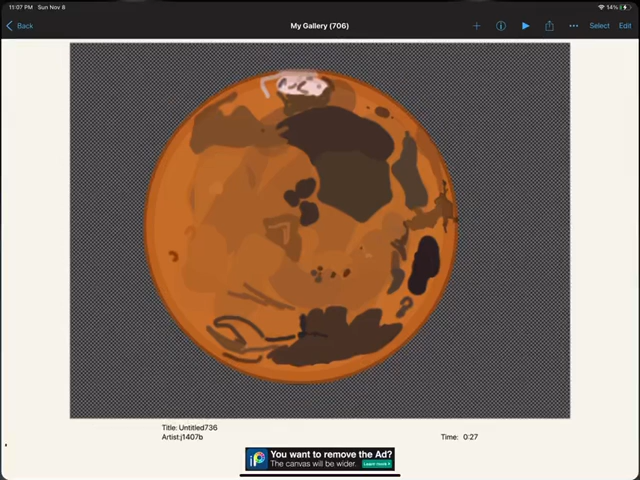 11:07 PM Sun Nov 8
14%
Back
My Gallery (706)
Select
Edit
Title: Untitled736
Artist:j1407b
Time: 0:27
iP
You want to remove the Ad?
The canvas will be wider.
Learn more